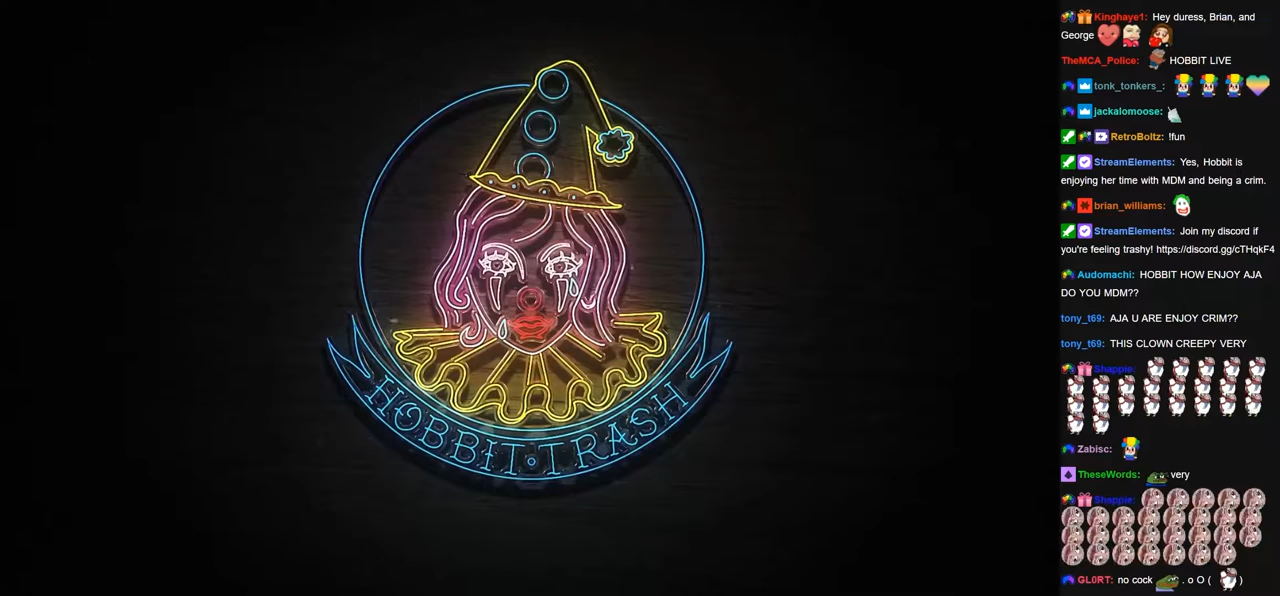 HOBBIT·TRASH
Kinghaye1: Hey duress, Brian, and
George
TheMCA_Police: HOBBIT LIVE
tonk_tonkers_:
jackalomoose:
RetroBoltz: !fun
StreamElements: Yes, Hobbit is
enjoying her time with MDM and being a crim.
brian_williams:
StreamElements: Join my discord if
you're feeling trashy! https://discord.gg/cTHqkF4
Audomachi: HOBBIT HOW ENJOY AJA
DO YOU MDM??
tony_t69: AJA U ARE ENJOY CRIM??
tony_t69: THIS CLOWN CREEPY VERY
Shappie:
Zabisc:
TheseWords: very
Shappie:
GL0RT: no cock . o O ( )